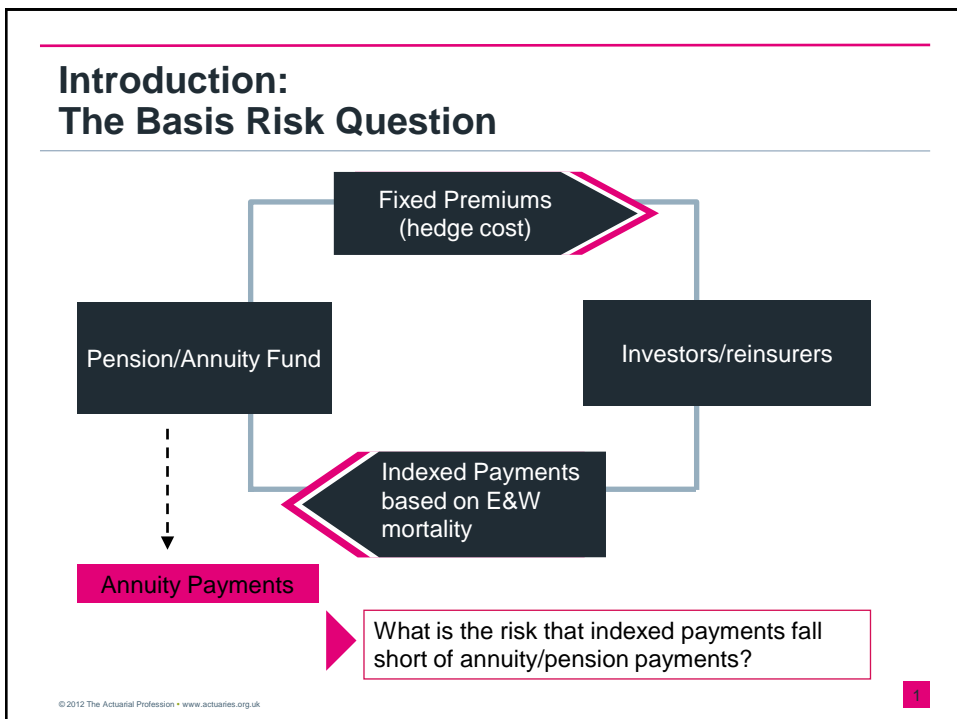 Introduction:
The Basis Risk Question
Fixed Premiums
(hedge cost)
Pension/Annuity Fund
Investors/reinsurers
Indexed Payments
based on E&W
mortality
Annuity Payments
What is the risk that indexed payments fall
short of annuity/pension payments?
© 2012 The Actuarial Profession • www.actuaries.org.uk
1